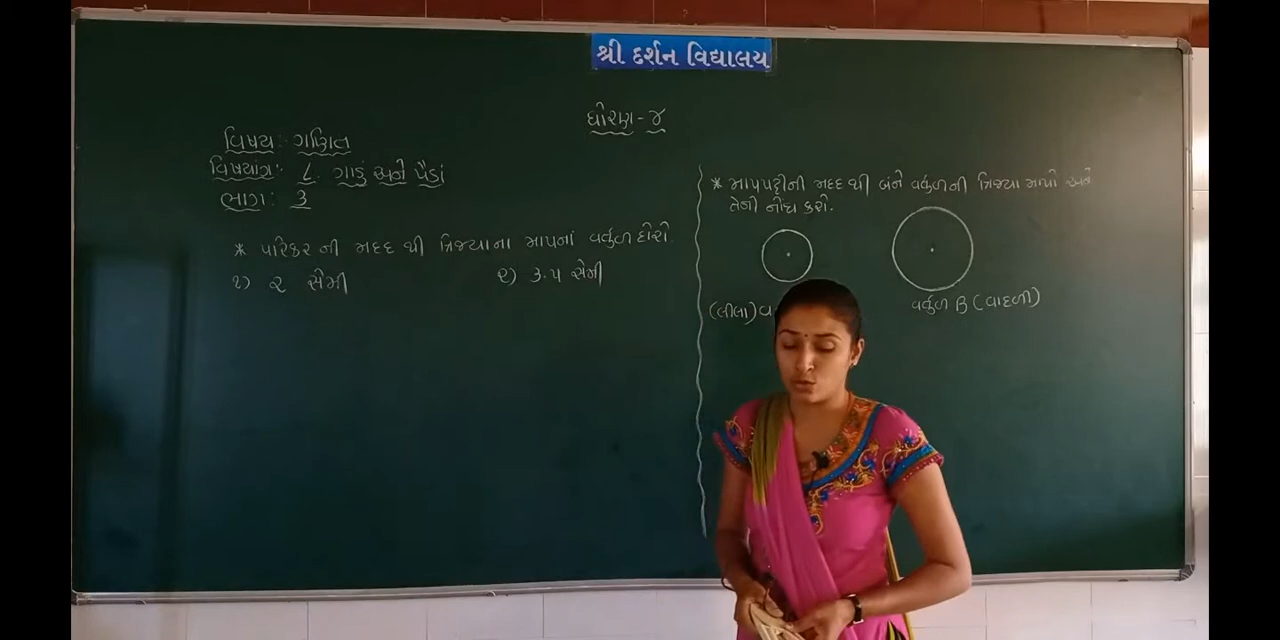 શ્રી દર્શન વિદ્યાલય
ધોરણ - ૪
વિષય: ગણિત
વિષયાંગ: ૮. ગાડું અને પૈડાં
ભાગ: ૩
* પરિકર ની મદદ થી ત્રિજ્યાના માપનાં વર્તુળ દોરો.
૧) ૨ સેમી
૨) ૩.૫ સેમી
* માપપટ્ટીની મદદ થી બંને વર્તુળની ત્રિજ્યા માપો અને
તેની નોંધ કરો.
(લીલા) વ
વર્તુળ B (વાદળી)